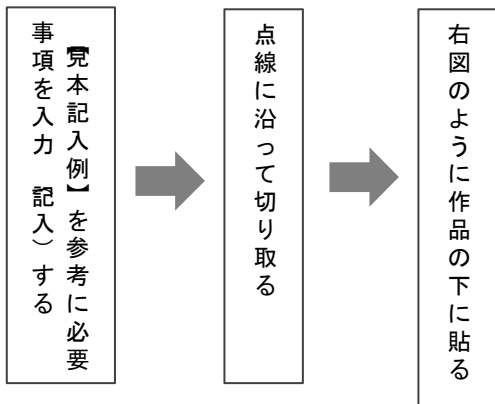 【見本記入例】を参考に必要
事項を入力 記入）する
点線に沿って切り取る
右図のように作品の下に貼る